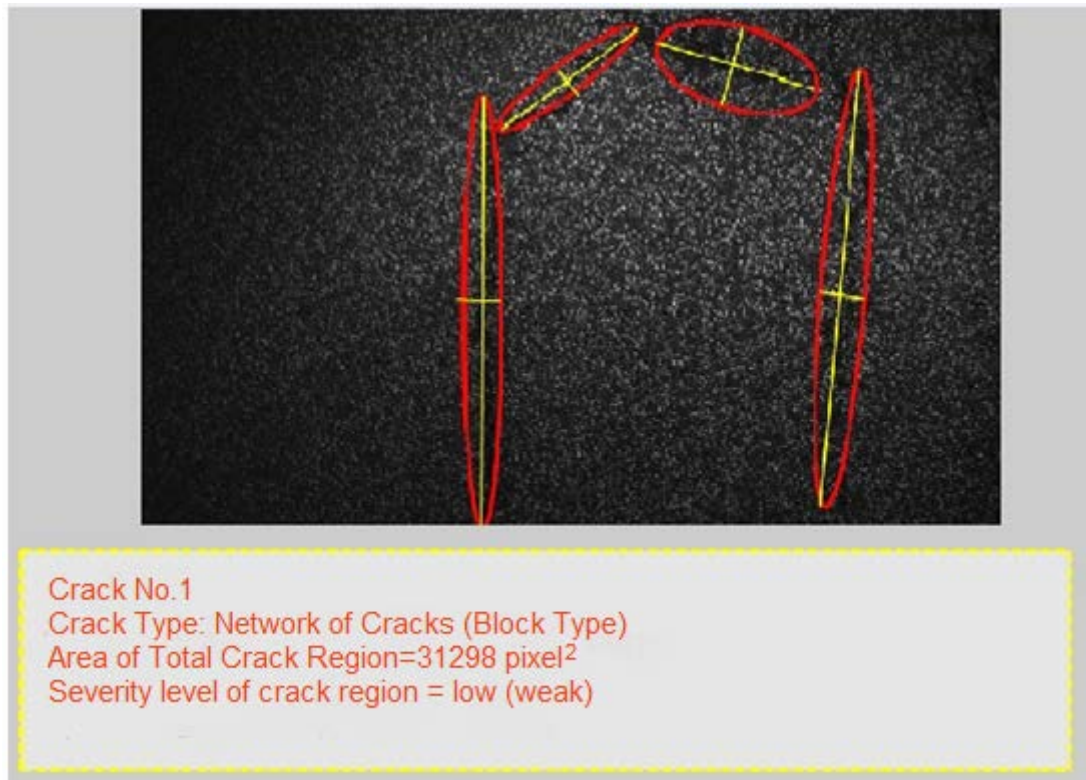 Crack No.1
Crack Type: Network of Cracks (Block Type)
Area of Total Crack Region=31298 pixel²
Severity level of crack region = low (weak)